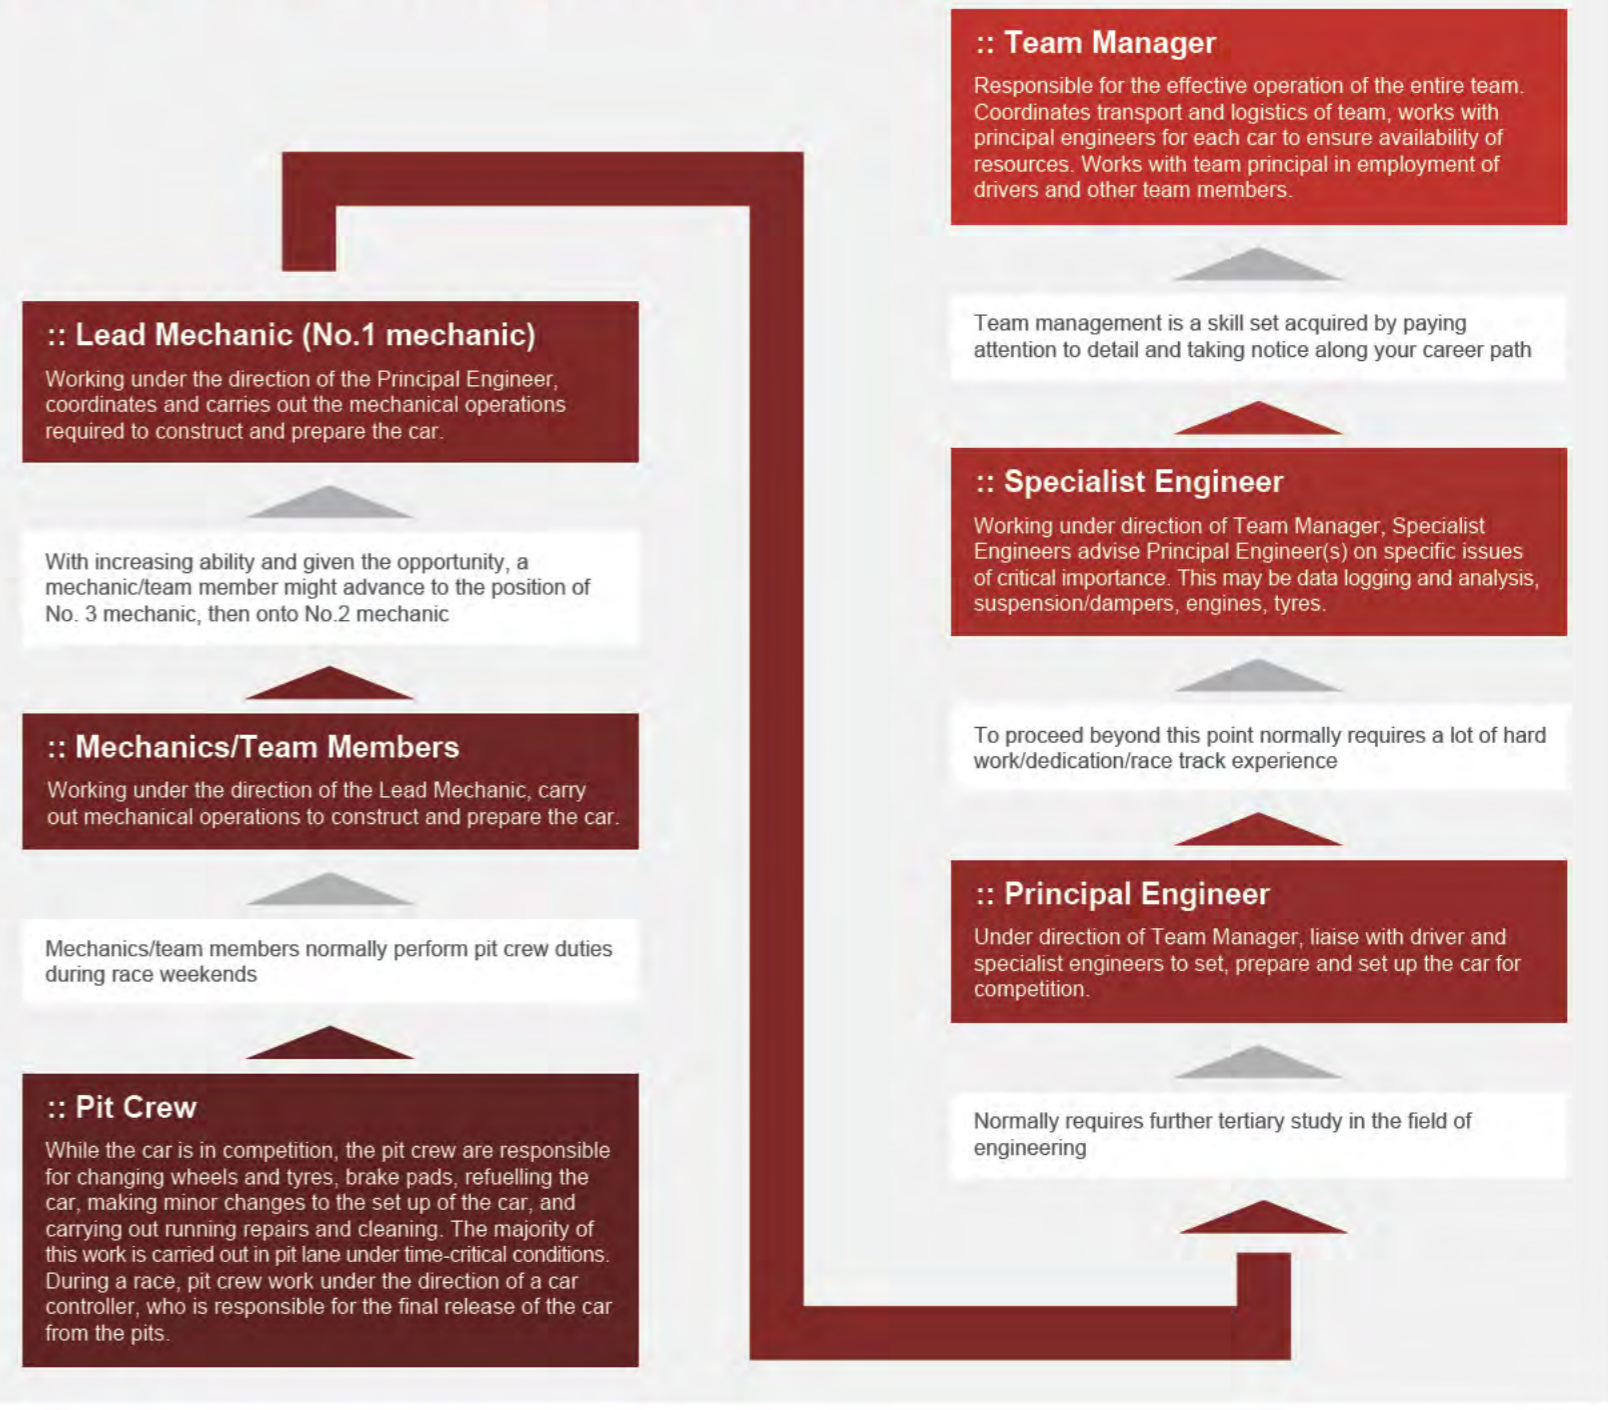 :: Lead Mechanic (No.1 mechanic)
Working under the direction of the Principal Engineer,
coordinates and carries out the mechanical operations
required to construct and prepare the car.
With increasing ability and given the opportunity, a
mechanic/team member might advance to the position of
No. 3 mechanic, then onto No.2 mechanic
:: Mechanics/Team Members
Working under the direction of the Lead Mechanic, carry
out mechanical operations to construct and prepare the car.
Mechanics/team members normally perform pit crew duties
during race weekends
:: Pit Crew
While the car is in competition, the pit crew are responsible
for changing wheels and tyres, brake pads, refuelling the
car, making minor changes to the set up of the car, and
carrying out running repairs and cleaning. The majority of
this work is carried out in pit lane under time-critical conditions.
During a race, pit crew work under the direction of a car
controller, who is responsible for the final release of the car
from the pits.
:: Team Manager
Responsible for the effective operation of the entire team.
Coordinates transport and logistics of team, works with
principal engineers for each car to ensure availability of
resources. Works with team principal in employment of
drivers and other team members.
Team management is a skill set acquired by paying
attention to detail and taking notice along your career path
:: Specialist Engineer
Working under direction of Team Manager, Specialist
Engineers advise Principal Engineer(s) on specific issues
of critical importance. This may be data logging and analysis,
suspension/dampers, engines, tyres.
To proceed beyond this point normally requires a lot of hard
work/dedication/race track experience
:: Principal Engineer
Under direction of Team Manager, liaise with driver and
specialist engineers to set, prepare and set up the car for
competition.
Normally requires further tertiary study in the field of
engineering